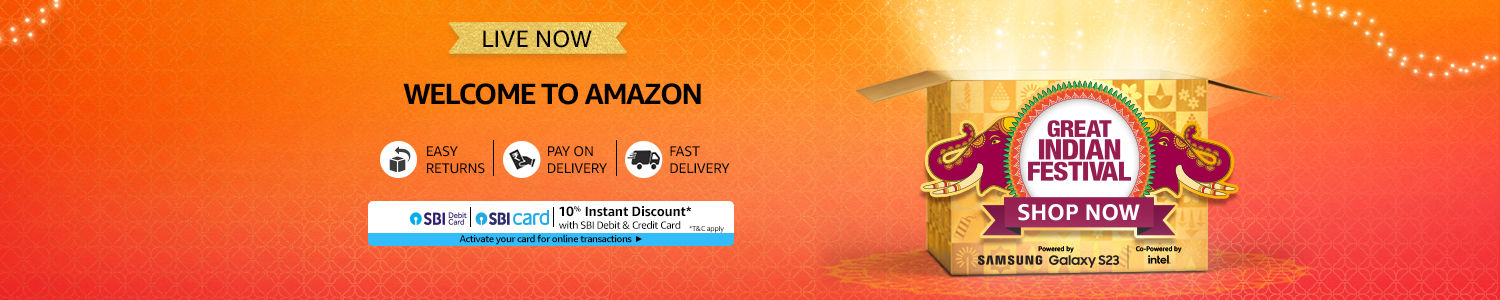 LIVE NOW
WELCOME TO AMAZON
EASY
RETURNS
PAY ON
DELIVERY
FAST
DELIVERY
SBI Debit
Card
SBI card
10% Instant Discount*
with SBI Debit & Credit Card
*T&C apply
Activate your card for online transactions ►
GREAT
INDIAN
FESTIVAL
SHOP NOW
Powered by
SAMSUNG Galaxy S23
Co-Powered by
intel.